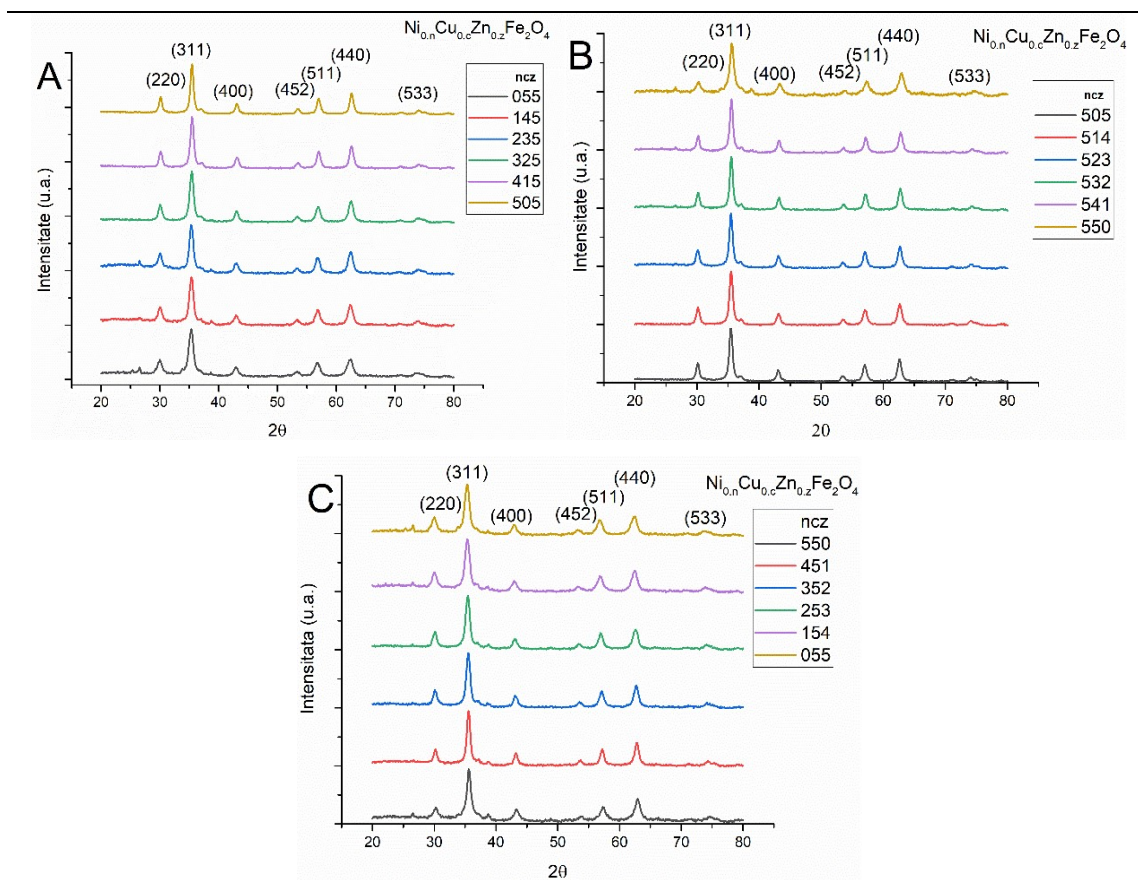 A
Ni0.nCu0.cZn0.zFe2O4
(311)
(440)
(511)
(220)
(400)
(452)
(533)
ncz
055
145
235
325
415
505
Intensitate (u.a.)
20 30 40 50 60 70 80
2θ
B
Ni0.nCu0.cZn0.zFe2O4
(311)
(440)
(511)
(220)
(400)
(452)
(533)
ncz
505
514
523
532
541
550
Intensitate (u.a.)
20 30 40 50 60 70 80
2θ
C
Ni0.nCu0.cZn0.zFe2O4
(311)
(440)
(511)
(220)
(400)
(452)
(533)
ncz
550
451
352
253
154
055
Intensitata (u.a.)
20 30 40 50 60 70 80
2θ